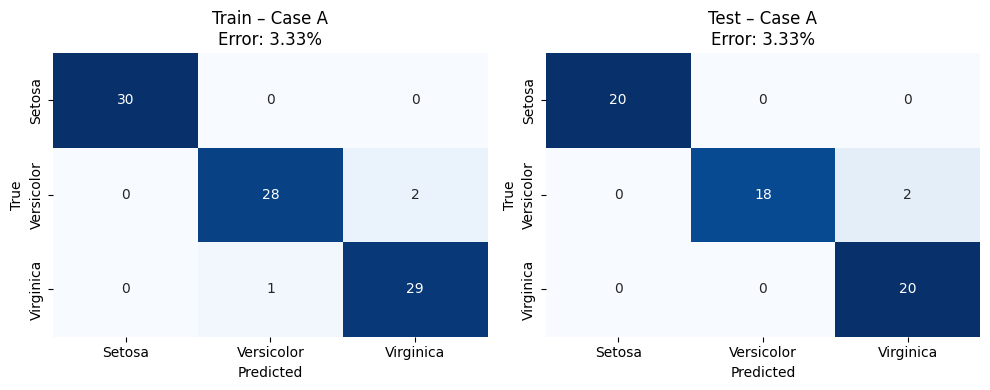 Train – Case A
Error: 3.33%
True
Setosa
30 0 0
Versicolor
0 28 2
Virginica
0 1 29
Setosa Versicolor Virginica
Predicted
Test – Case A
Error: 3.33%
True
Setosa
20 0 0
Versicolor
0 18 2
Virginica
0 0 20
Setosa Versicolor Virginica
Predicted